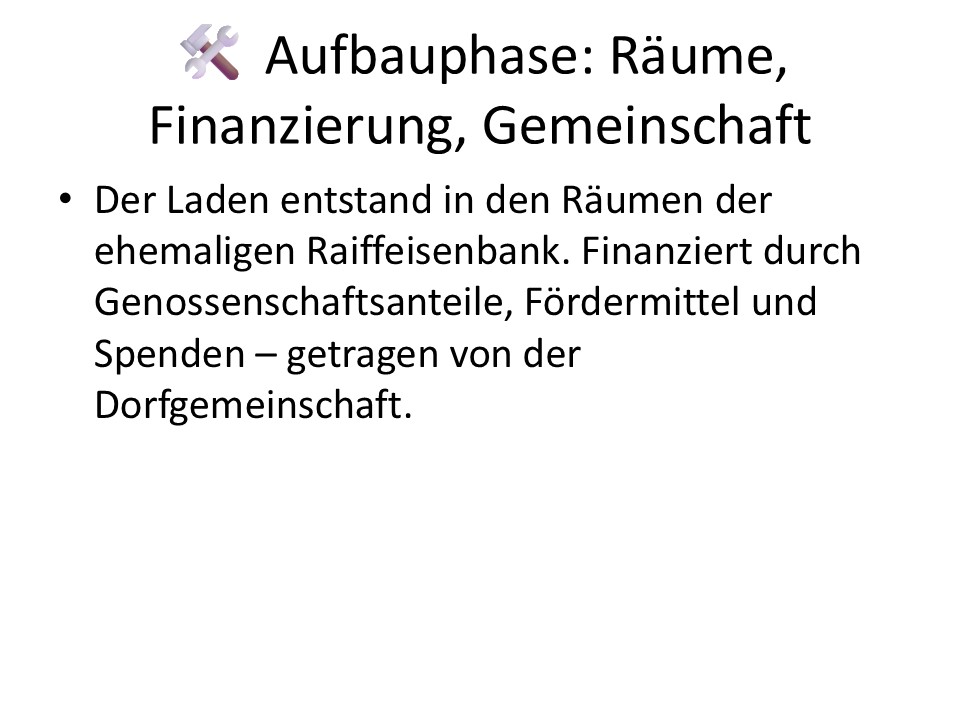 🛠 Aufbauphase: Räume,
Finanzierung, Gemeinschaft
• Der Laden entstand in den Räumen der
ehemaligen Raiffeisenbank. Finanziert durch
Genossenschaftsanteile, Fördermittel und
Spenden – getragen von der
Dorfgemeinschaft.